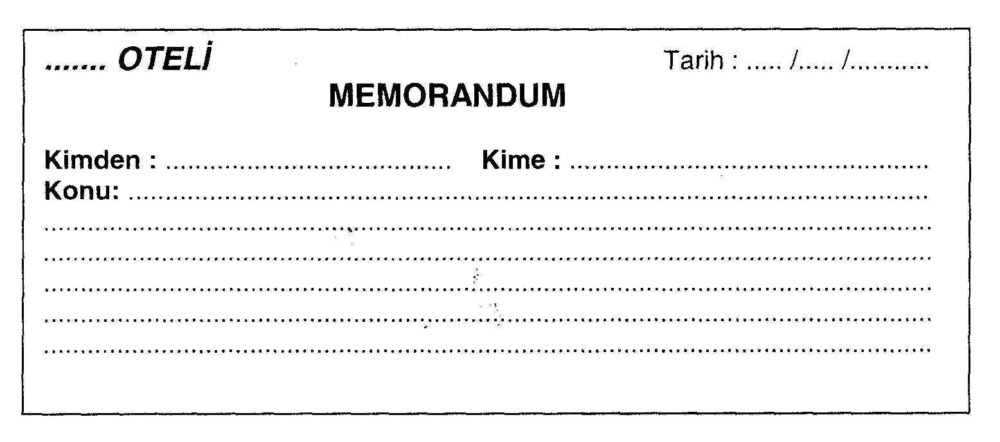 ....... OTELİ Tarih : ..... /..... /...........
MEMORANDUM
Kimden : ....................................... Kime : .................................................
Konu: .............................................................................................................
.........................................................................................................................
.........................................................................................................................
.........................................................................................................................
.........................................................................................................................
.........................................................................................................................